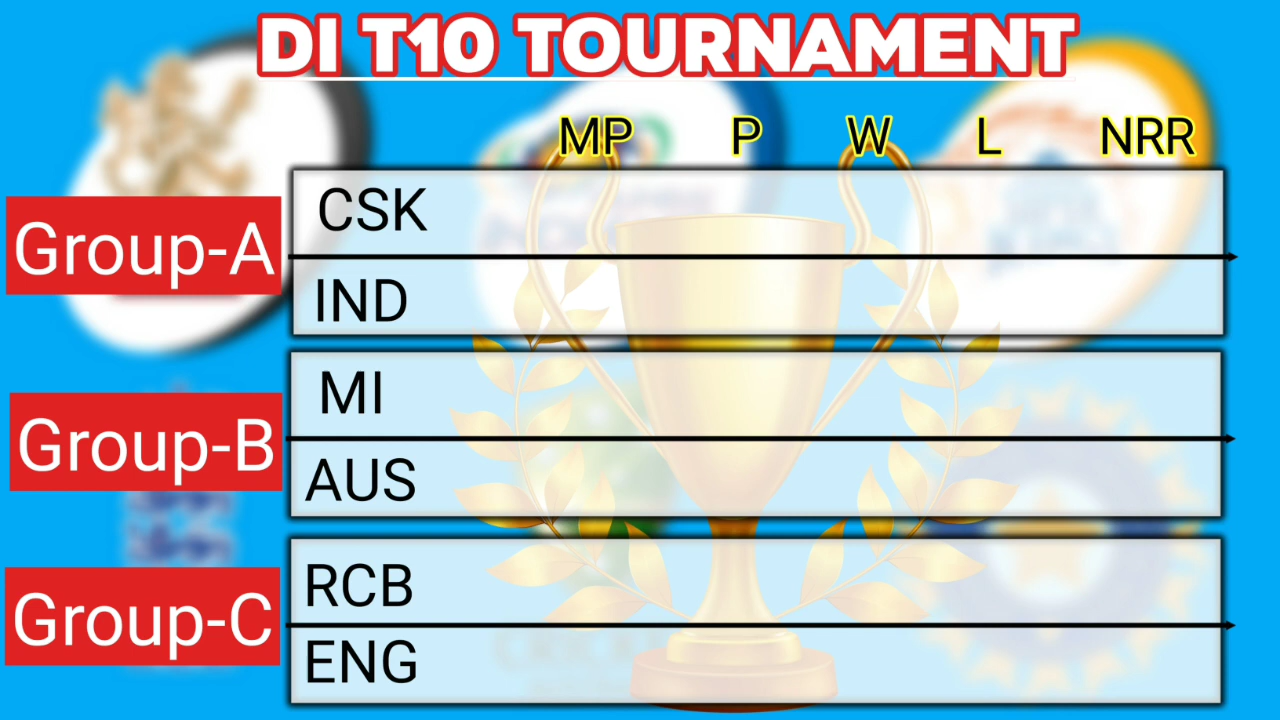 DI T10 TOURNAMENT
MP P W L NRR
Group-A
CSK
IND
Group-B
MI
AUS
Group-C
RCB
ENG